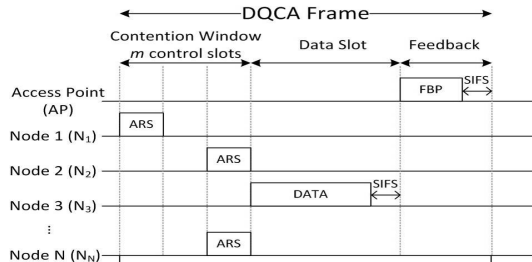 DQCA Frame
Contention Window
m control slots
Data Slot
Feedback
Access Point
(AP)
FBP
SIFS
Node 1 (N₁)
ARS
Node 2 (N₂)
ARS
Node 3 (N₃)
DATA
SIFS
⋮
Node N (N_N)
ARS